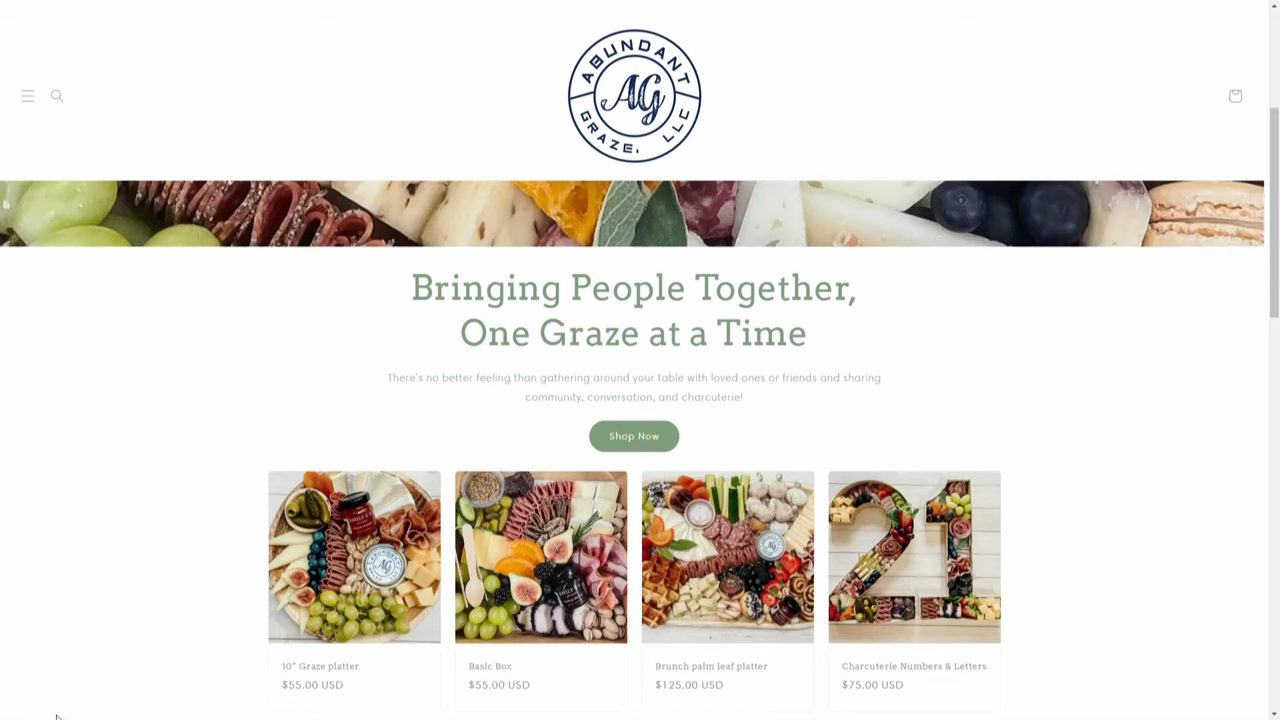 ABUNDANT
AG
GRAZE, LLC
Bringing People Together,
One Graze at a Time
There's no better feeling than gathering around your table with loved ones or friends and sharing
community, conversation, and charcuterie!
Shop Now
10" Graze platter
$55.00 USD
Basic Box
$55.00 USD
Brunch palm leaf platter
$125.00 USD
Charcuterie Numbers & Letters
$75.00 USD